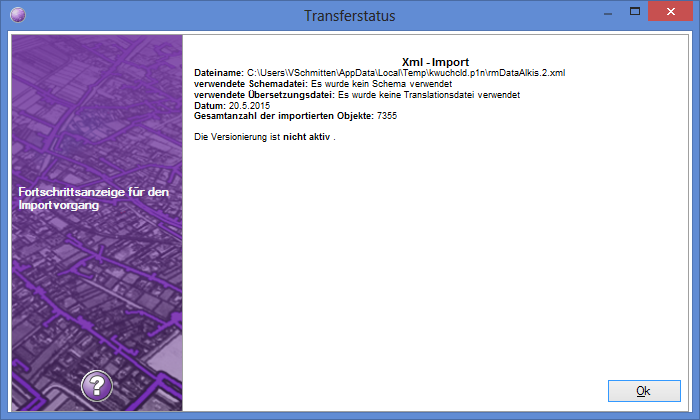 Transferstatus
Xml - Import
Dateiname: C:\Users\VSchmitten\AppData\Local\Temp\kwuchcld.p1n\rmDataAlkis.2.xml
verwendete Schemadatei: Es wurde kein Schema verwendet
verwendete Übersetzungsdatei: Es wurde keine Translationsdatei verwendet
Datum: 20.5.2015
Gesamtanzahl der importierten Objekte: 7355
Die Versionierung ist nicht aktiv .
Fortschrittsanzeige für den
Importvorgang
?
Ok